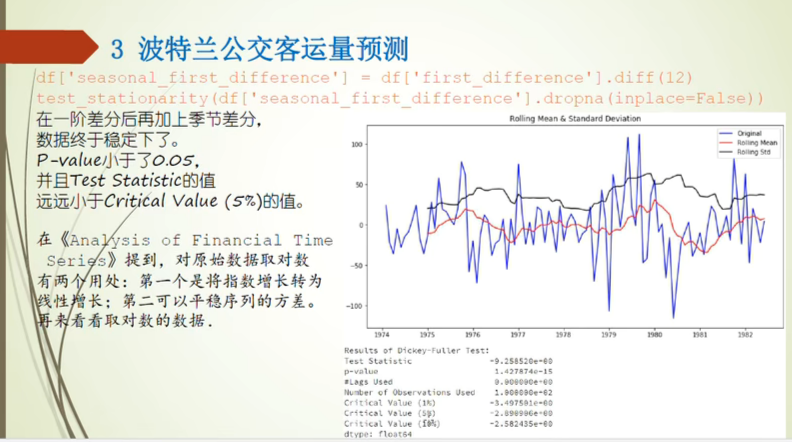 3 波特兰公交客运量预测
df['seasonal_first_difference'] = df['first_difference'].diff(12)
test_stationarity(df['seasonal_first_difference'].dropna(inplace=False))
在一阶差分后再加上季节差分，
数据终于稳定下了。
P-value小于了0.05，
并且Test Statistic的值
远远小于Critical Value (5%)的值。
在《Analysis of Financial Time
Series》提到，对原始数据取对数
有两个用处：第一个是将指数增长转为
线性增长；第二可以平稳序列的方差。
再来看看取对数的数据.
Rolling Mean & Standard Deviation
Original
Rolling Mean
Rolling Std
100
50
0
−50
−100
1974 1975 1976 1977 1978 1979 1980 1981 1982
Results of Dickey-Fuller Test:
Test Statistic -9.258520e+00
p-value 1.427874e-15
#Lags Used 0.000000e+00
Number of Observations Used 1.000000e+02
Critical Value (1%) -3.497501e+00
Critical Value (5%) -2.890906e+00
Critical Value (10%) -2.582435e+00
dtype: float64